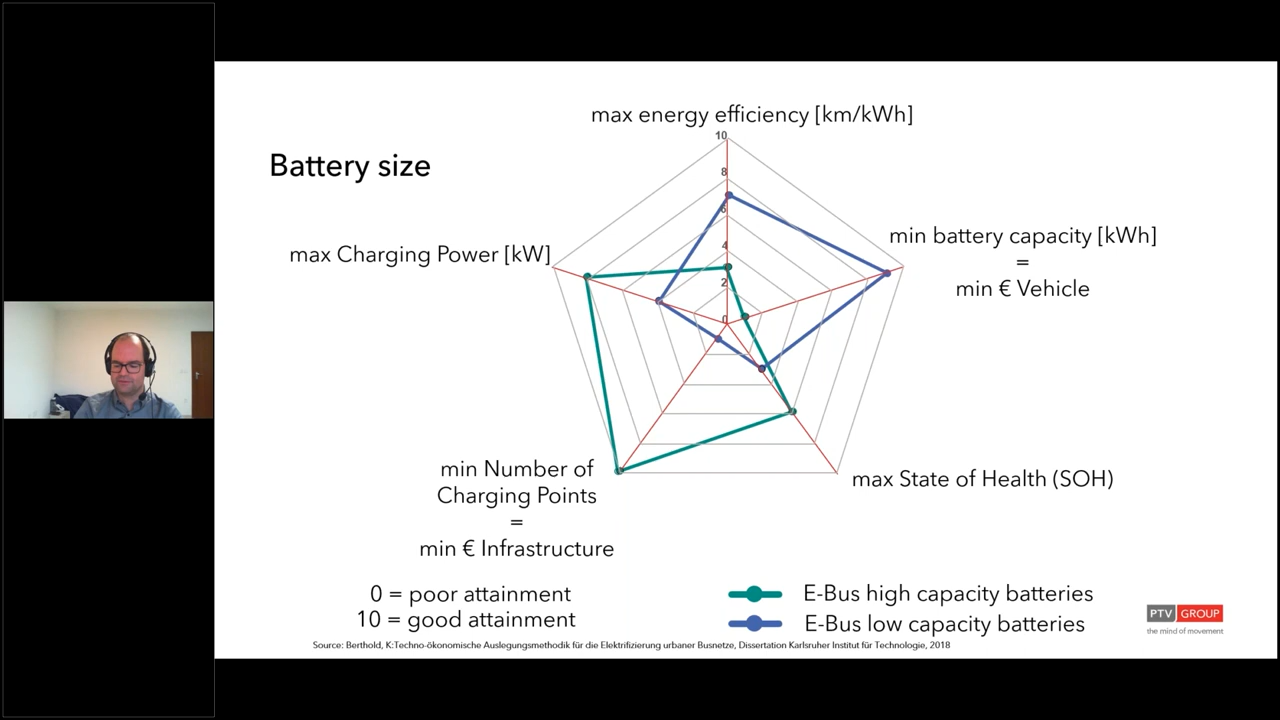 max energy efficiency [km/kWh]
Battery size
10
8
6
4
2
0
max Charging Power [kW]
min battery capacity [kWh]
=
min € Vehicle
min Number of
Charging Points
=
min € Infrastructure
max State of Health (SOH)
0 = poor attainment
10 = good attainment
E-Bus high capacity batteries
E-Bus low capacity batteries
PTV GROUP
the mind of movement
Source: Berthold, K:Techno-ökonomische Auslegungsmethodik für die Elektrifizierung urbaner Busnetze, Dissertation Karlsruher Institut für Technologie, 2018